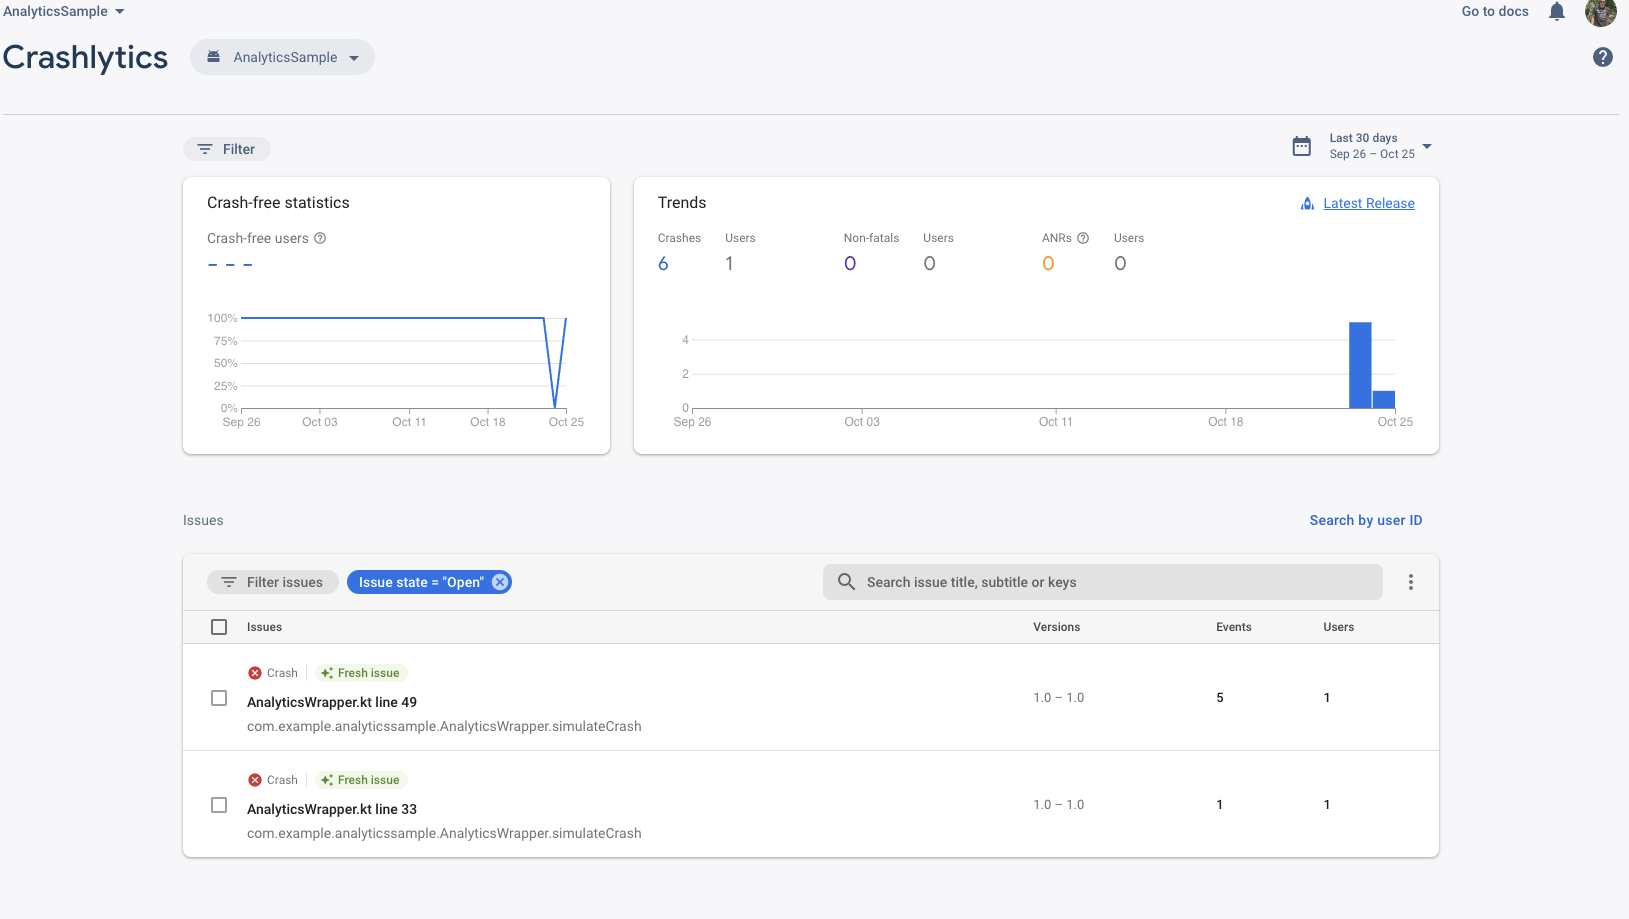 AnalyticsSample
Go to docs
Crashlytics
AnalyticsSample
Filter
Last 30 days
Sep 26 – Oct 25
Crash-free statistics
Crash-free users
100%
75%
50%
25%
0%
Sep 26 Oct 03 Oct 11 Oct 18 Oct 25
Trends
Latest Release
Crashes Users Non-fatals Users ANRs Users
6 1 0 0 0 0
4
2
0
Sep 26 Oct 03 Oct 11 Oct 18 Oct 25
Issues
Search by user ID
Filter issues
Issue state = "Open"
Search issue title, subtitle or keys
Issues Versions Events Users
Crash Fresh issue
AnalyticsWrapper.kt line 49
com.example.analyticssample.AnalyticsWrapper.simulateCrash
1.0 – 1.0 5 1
Crash Fresh issue
AnalyticsWrapper.kt line 33
com.example.analyticssample.AnalyticsWrapper.simulateCrash
1.0 – 1.0 1 1